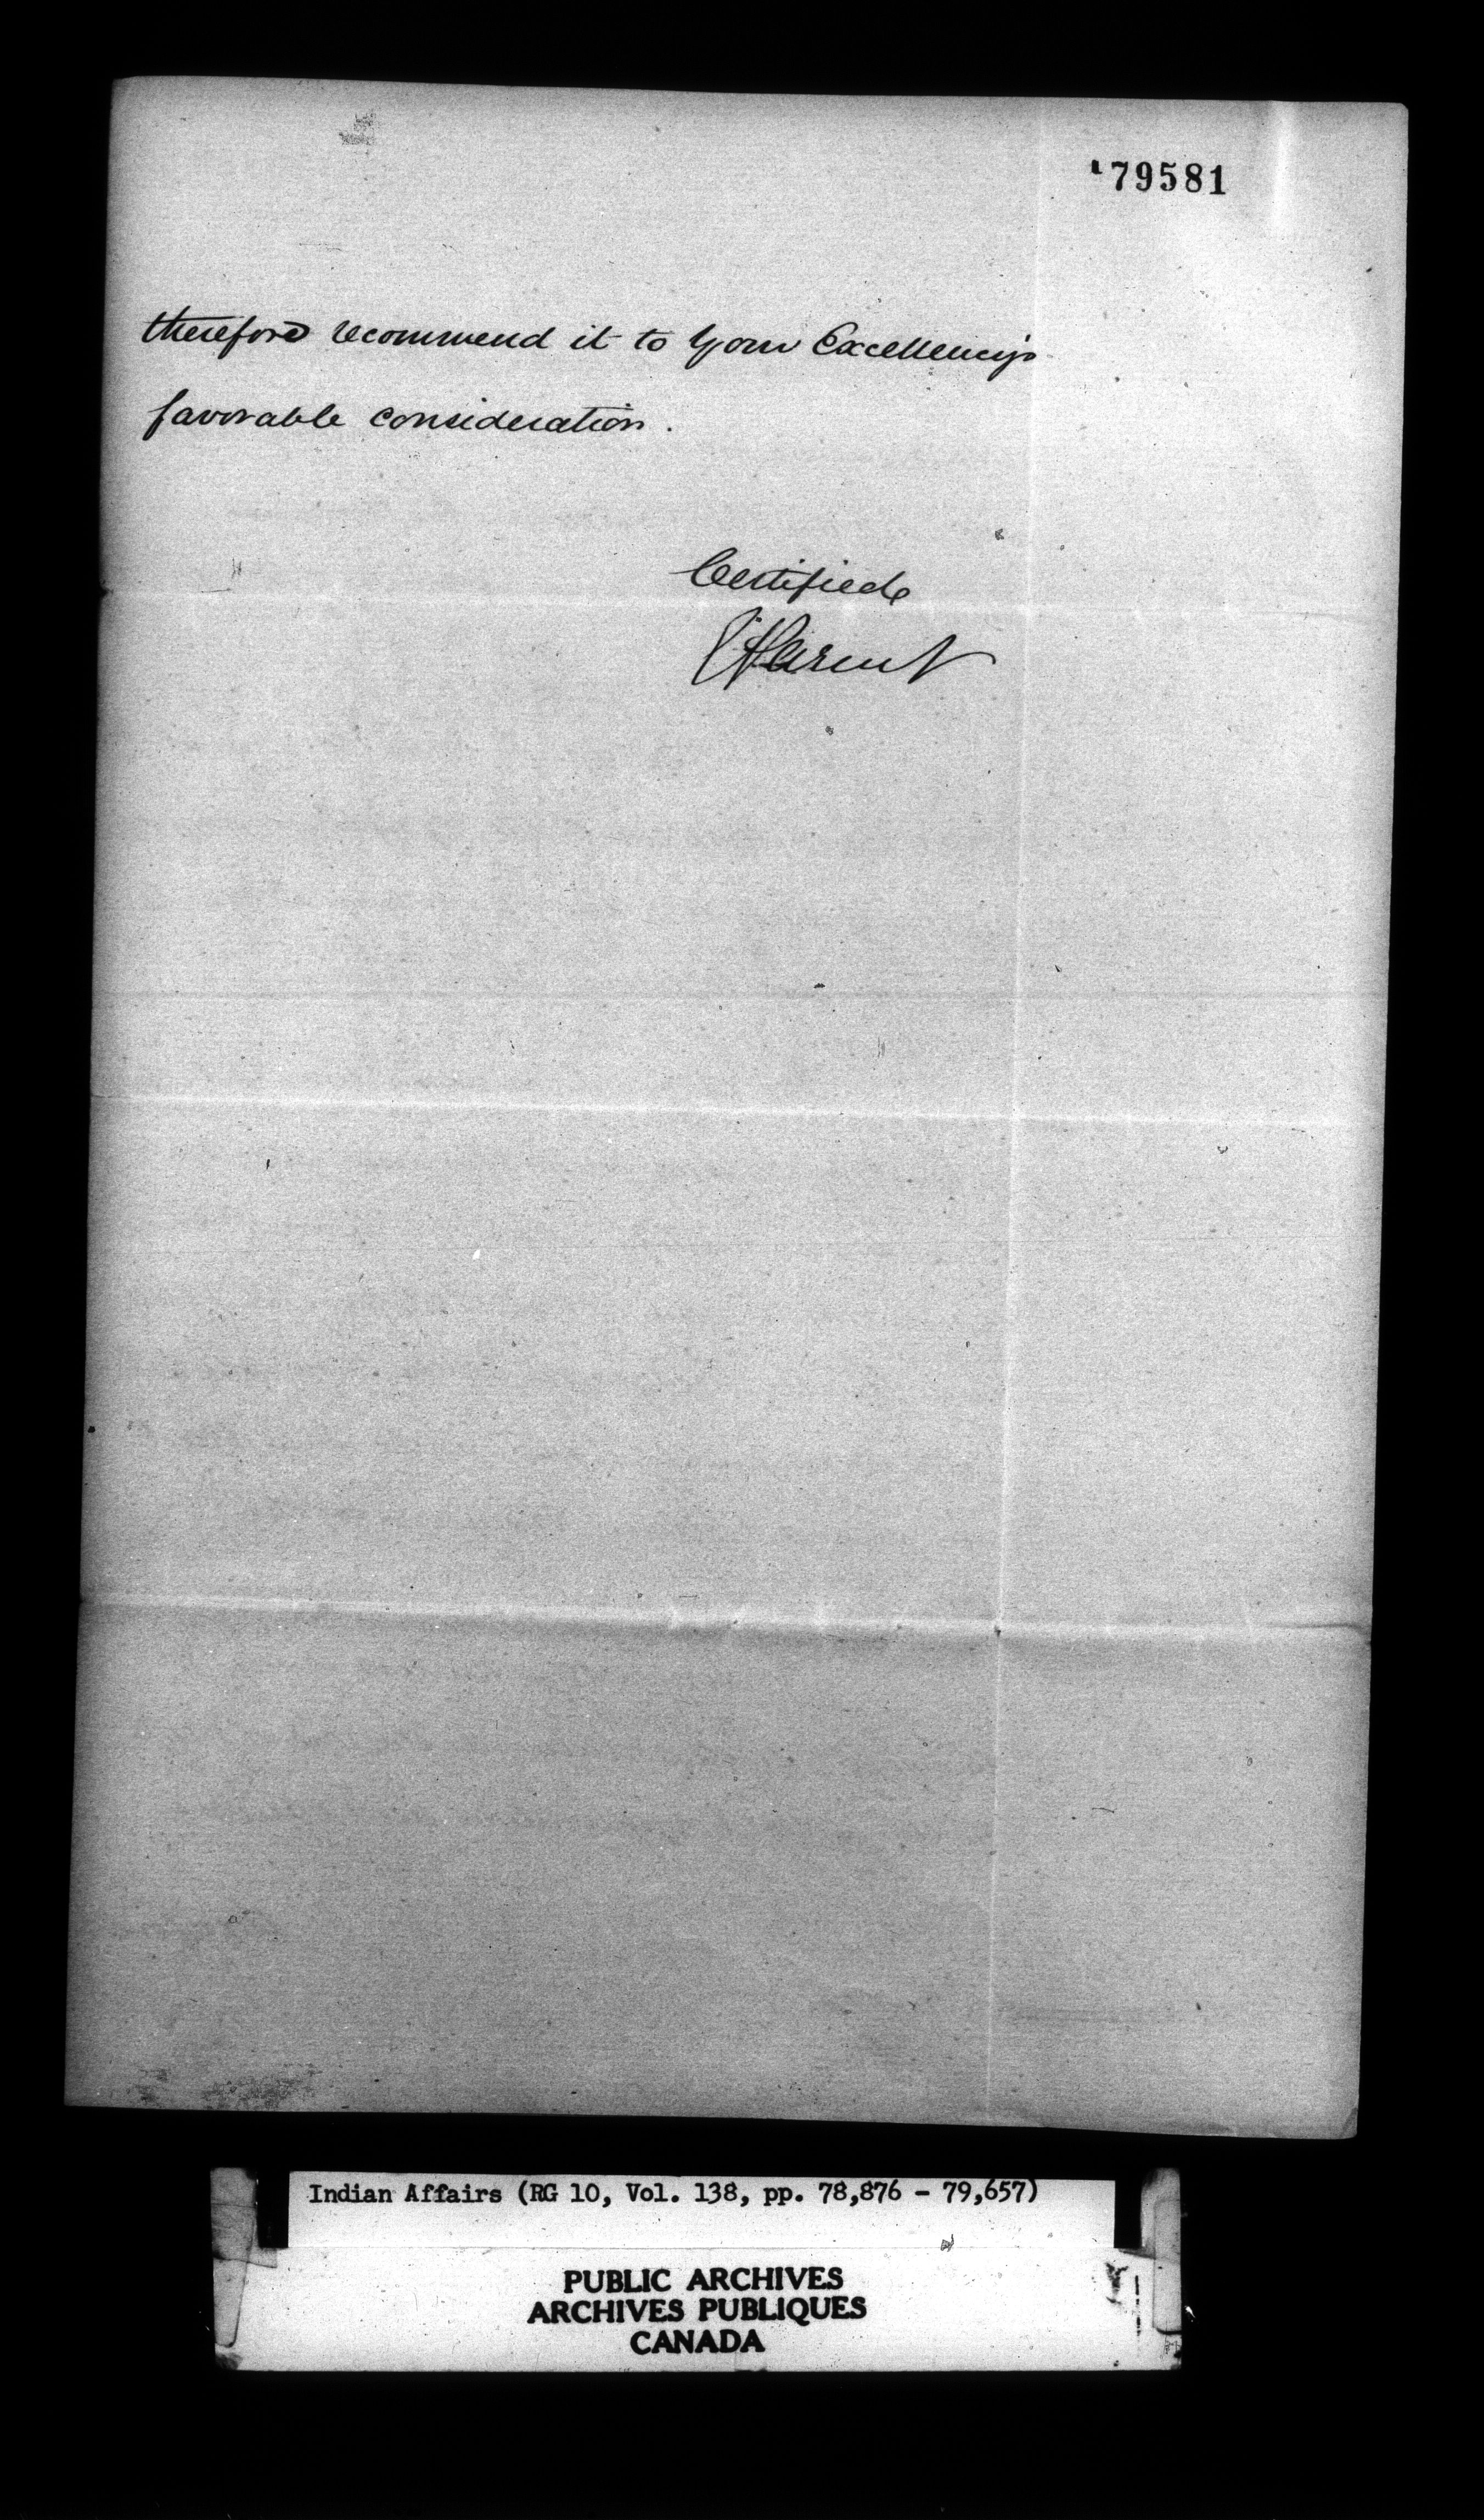 79581
therefore recommend it to Your Excellency's
favorable consideration.
Certified
E Parent
Indian Affairs (RG 10, Vol. 138, pp. 78,876 - 79,657)
PUBLIC ARCHIVES
ARCHIVES PUBLIQUES
CANADA